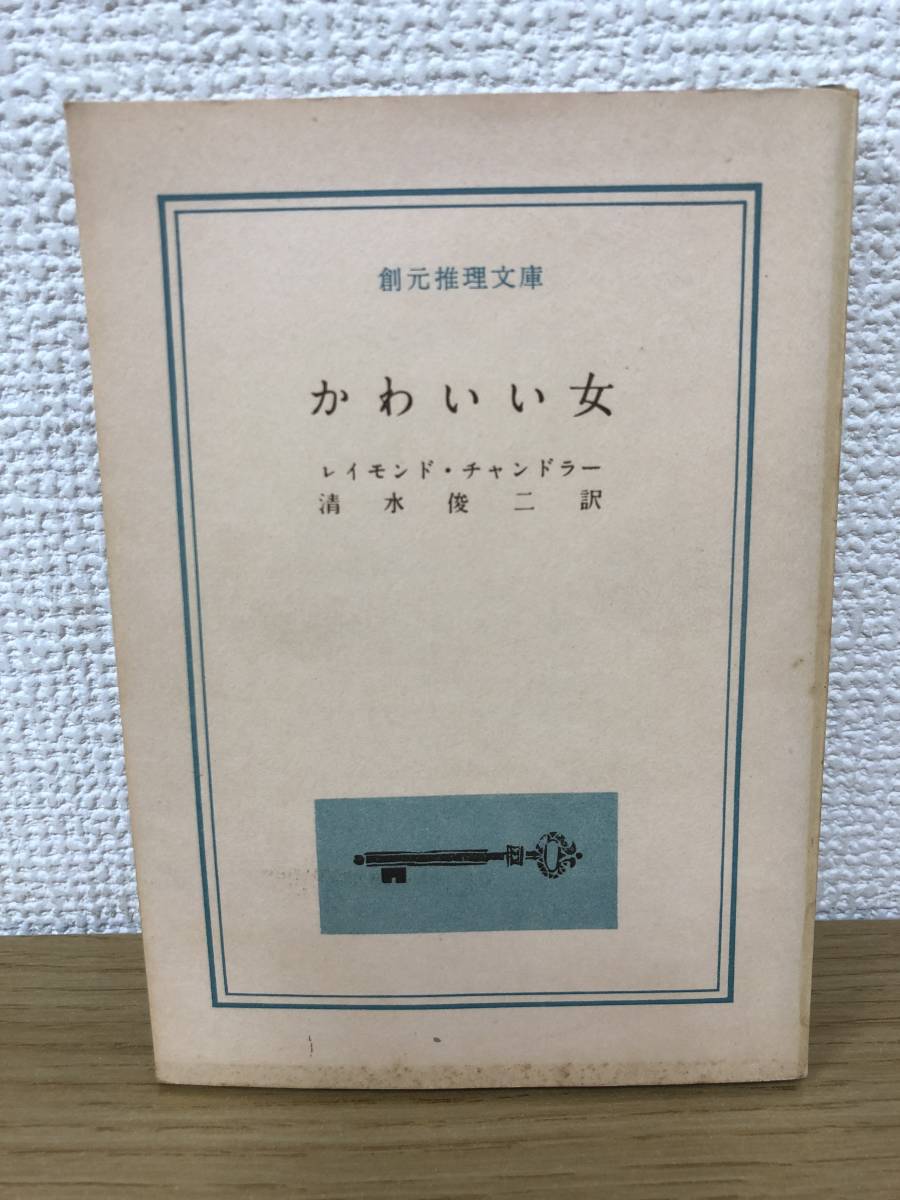 創元推理文庫
かわいい女
レイモンド・チャンドラー
清水俊二訳